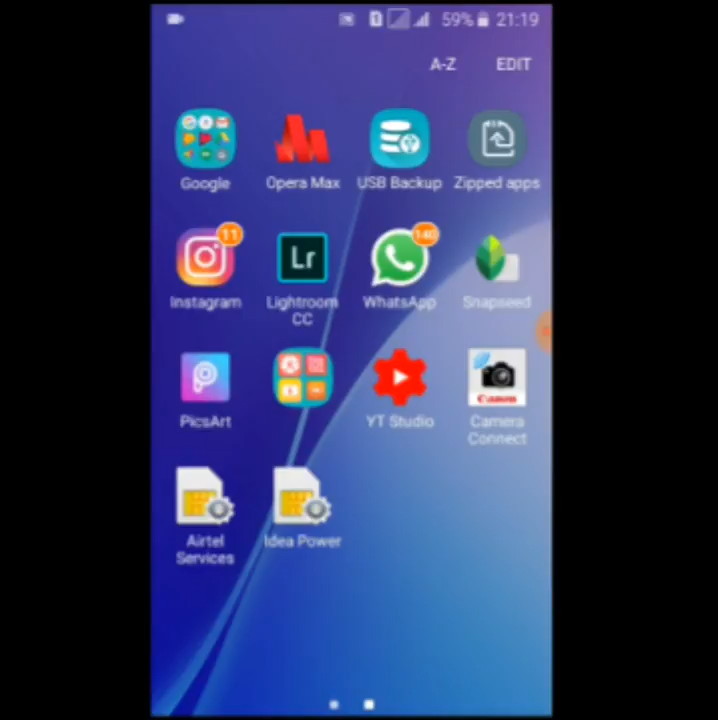 59% 21:19
A-Z EDIT
Google Opera Max USB Backup Zipped apps
11 140
Lr
Instagram Lightroom CC WhatsApp Snapseed
Canon
PicsArt YT Studio Camera Connect
Airtel Services Idea Power